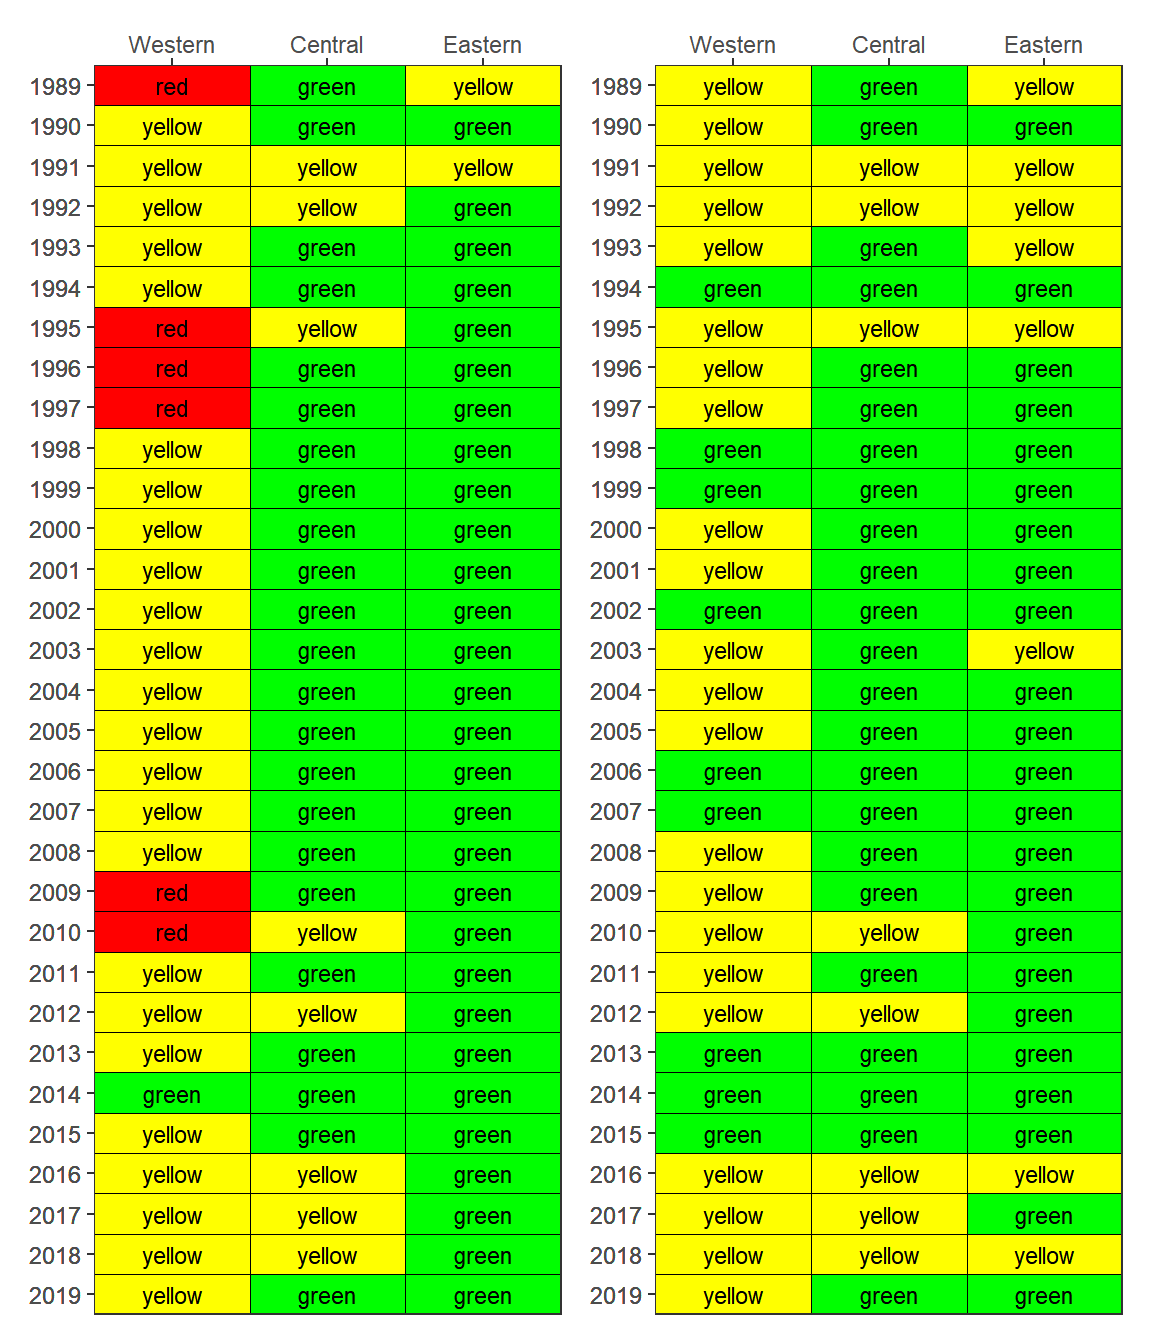 Western Central Eastern Western Central Eastern
1989 red green yellow 1989 yellow green yellow
1990 yellow green green 1990 yellow green green
1991 yellow yellow yellow 1991 yellow yellow yellow
1992 yellow yellow green 1992 yellow yellow yellow
1993 yellow green green 1993 yellow green yellow
1994 yellow green green 1994 green green green
1995 red yellow green 1995 yellow yellow yellow
1996 red green green 1996 yellow green green
1997 red green green 1997 yellow green green
1998 yellow green green 1998 green green green
1999 yellow green green 1999 green green green
2000 yellow green green 2000 yellow green green
2001 yellow green green 2001 yellow green green
2002 yellow green green 2002 green green green
2003 yellow green green 2003 yellow green yellow
2004 yellow green green 2004 yellow green green
2005 yellow green green 2005 yellow green green
2006 yellow green green 2006 green green green
2007 yellow green green 2007 green green green
2008 yellow green green 2008 yellow green green
2009 red green green 2009 yellow green green
2010 red yellow green 2010 yellow yellow green
2011 yellow green green 2011 yellow green green
2012 yellow yellow green 2012 yellow yellow green
2013 yellow green green 2013 green green green
2014 green green green 2014 green green green
2015 yellow green green 2015 green green green
2016 yellow yellow green 2016 yellow yellow yellow
2017 yellow yellow green 2017 yellow yellow green
2018 yellow yellow green 2018 yellow yellow yellow
2019 yellow green green 2019 yellow green green